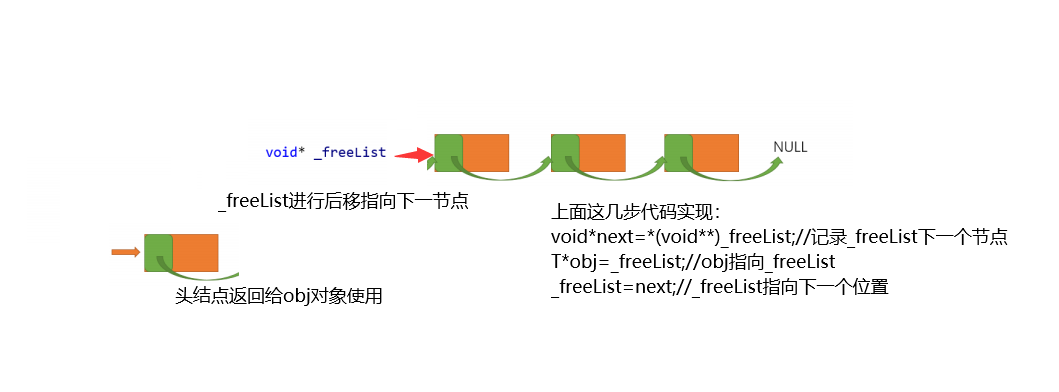 void* _freeList
NULL
_freeList进行后移指向下一节点
上面这几步代码实现：
void*next=*(void**)_freeList;//记录_freeList下一个节点
T*obj=_freeList;//obj指向_freeList
_freeList=next;//_freeList指向下一个位置
头结点返回给obj对象使用